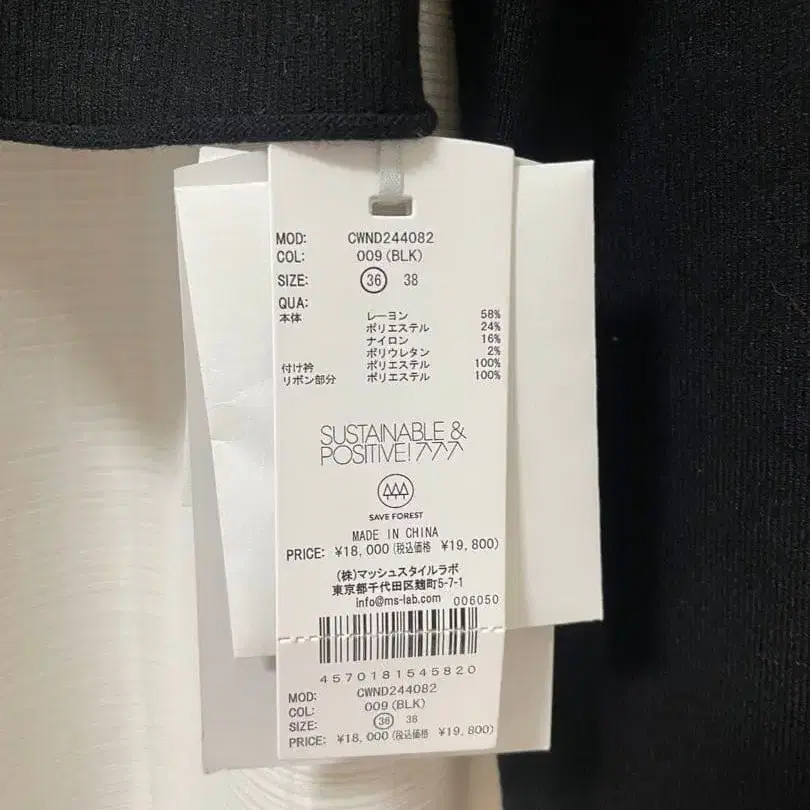 MOD: CWND244082
COL: 009(BLK)
SIZE: 36 38
QUA:
本体 レーヨン 58%
ポリエステル 24%
ナイロン 16%
ポリウレタン 2%
付け衿 ポリエステル 100%
リボン部分 ポリエステル 100%
SUSTAINABLE &
POSITIVE!
SAVE FOREST
MADE IN CHINA
PRICE: ¥18,000(税込価格 ¥19,800)
(株)マッシュスタイルラボ
東京都千代田区麹町5-7-1
info@ms-lab.com 006050
4570181545820
MOD: CWND244082
COL: 009(BLK)
SIZE: 36 38
PRICE: ¥18,000(税込価格 ¥19,800)